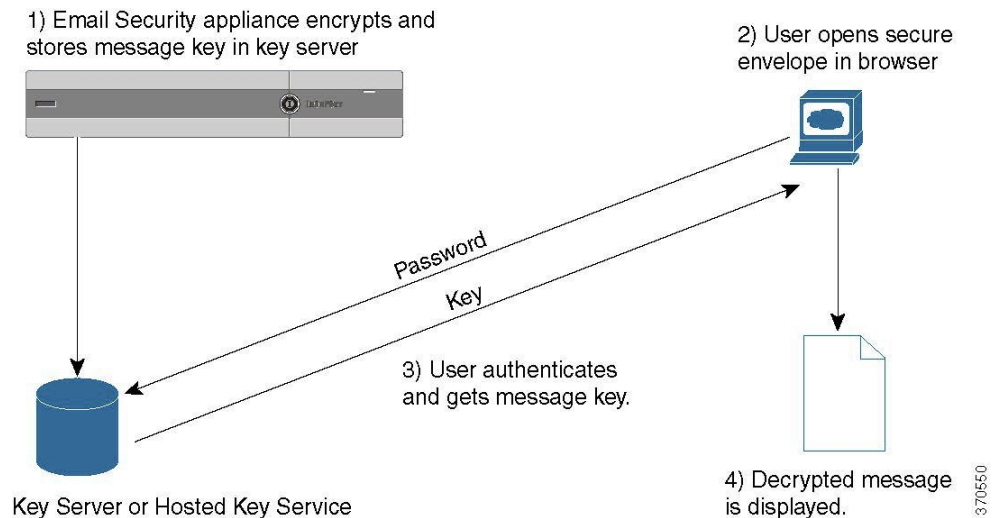 1) Email Security appliance encrypts and
stores message key in key server
2) User opens secure
envelope in browser
Password
Key
3) User authenticates
and gets message key.
Key Server or Hosted Key Service
4) Decrypted message
is displayed.
370550